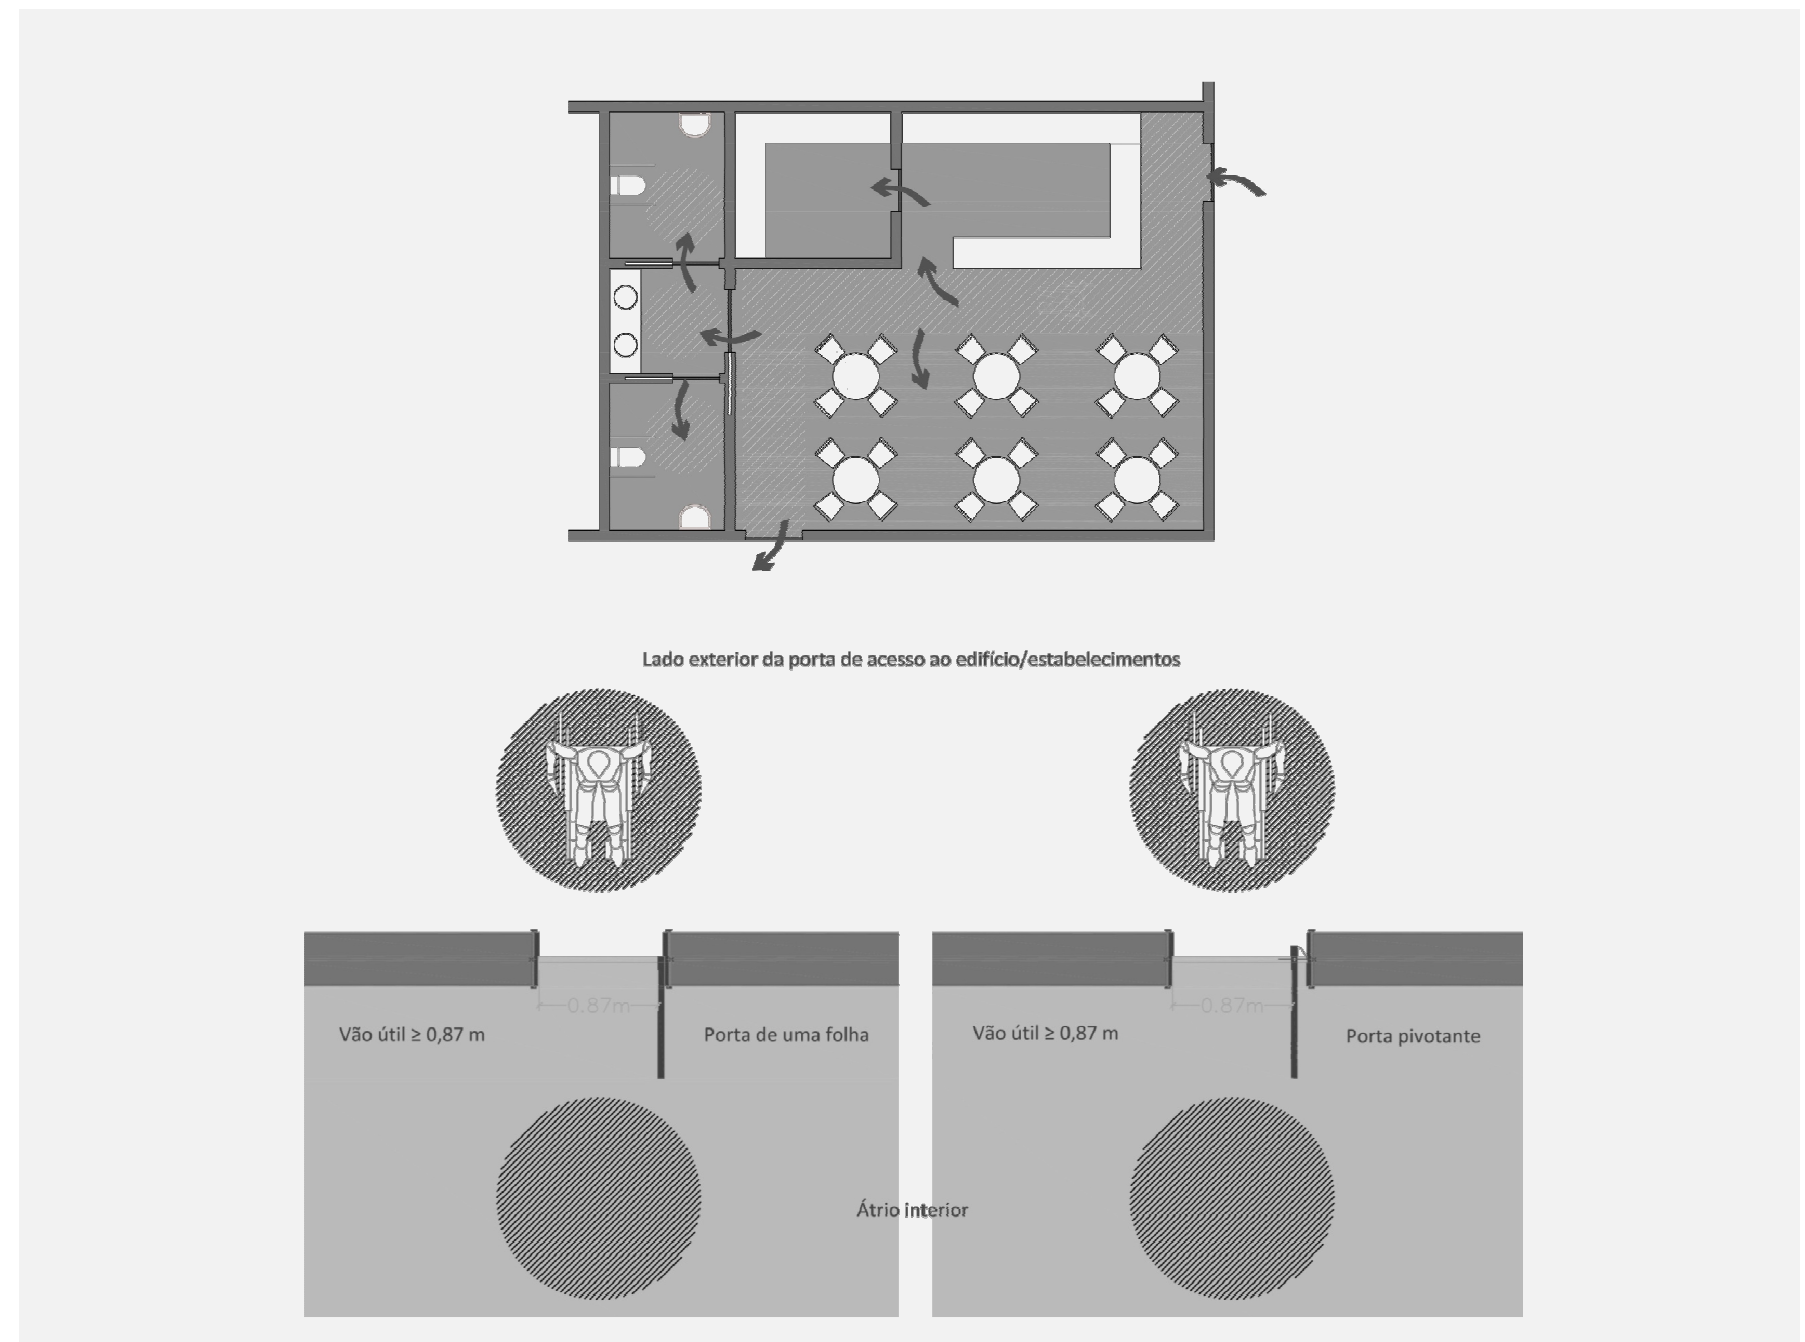 Lado exterior da porta de acesso ao edifício/estabelecimentos
0.87m
0.87m
Vão útil ≥ 0,87 m
Porta de uma folha
Vão útil ≥ 0,87 m
Porta pivotante
Átrio interior